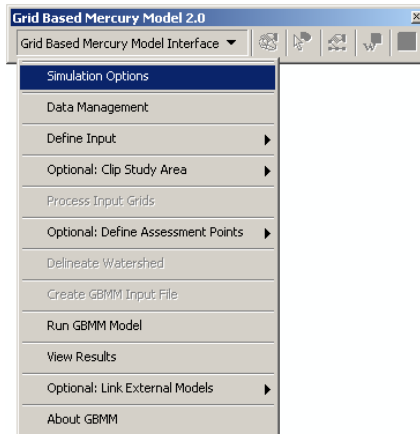 Grid Based Mercury Model 2.0
Grid Based Mercury Model Interface
Simulation Options
Data Management
Define Input
Optional: Clip Study Area
Process Input Grids
Optional: Define Assessment Points
Delineate Watershed
Create GBMM Input File
Run GBMM Model
View Results
Optional: Link External Models
About GBMM